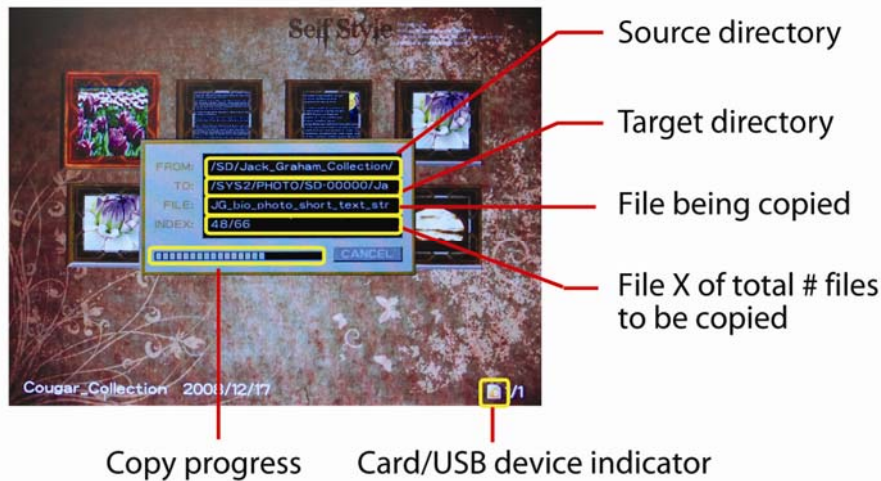 Self Style
Source directory
Target directory
FROM: /SD/Jack_Graham_Collection/
TO: /SYS2/PHOTO/SD-00000/Ja
FILE: JG_bio_photo_short_text_str
INDEX: 48/66
CANCEL
File being copied
File X of total # files
to be copied
Cougar_Collection 2008/12/17
/1
Copy progress
Card/USB device indicator